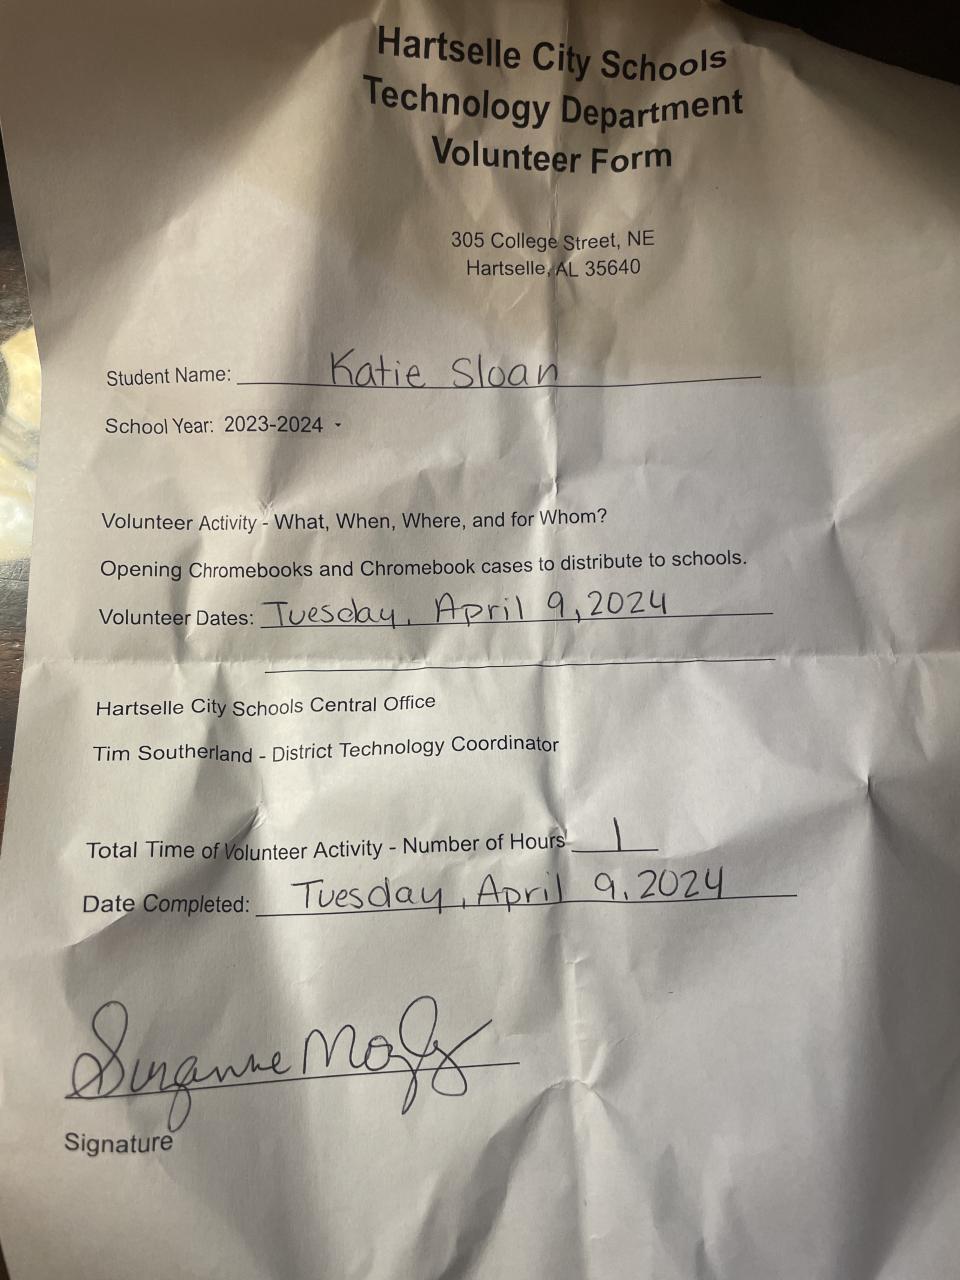 Hartselle City Schools
Technology Department
Volunteer Form
305 College Street, NE
Hartselle, AL 35640
Student Name: Katie Sloan
School Year: 2023-2024 -
Volunteer Activity - What, When, Where, and for Whom?
Opening Chromebooks and Chromebook cases to distribute to schools.
Volunteer Dates: Tuesday, April 9, 2024
Hartselle City Schools Central Office
Tim Southerland - District Technology Coordinator
Total Time of Volunteer Activity - Number of Hours 1
Date Completed: Tuesday, April 9, 2024
Suzanne
Signature